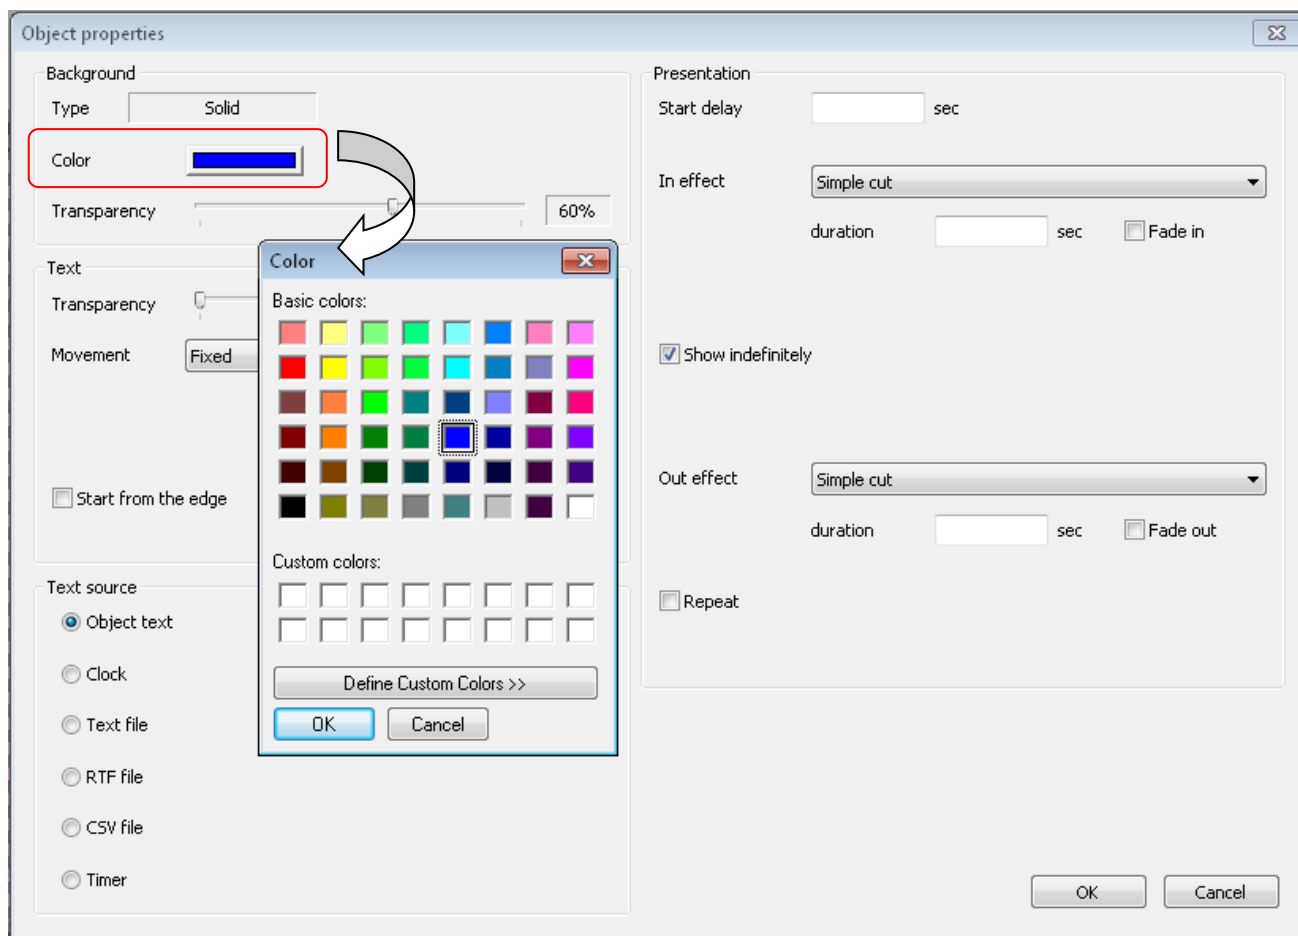 Object properties
Background
Type Solid
Color
Transparency 60%
Text
Transparency
Movement Fixed
Start from the edge
Text source
Object text
Clock
Text file
RTF file
CSV file
Timer
Color
Basic colors:
Custom colors:
Define Custom Colors >>
OK Cancel
Presentation
Start delay sec
In effect Simple cut
duration sec Fade in
Show indefinitely
Out effect Simple cut
duration sec Fade out
Repeat
OK Cancel